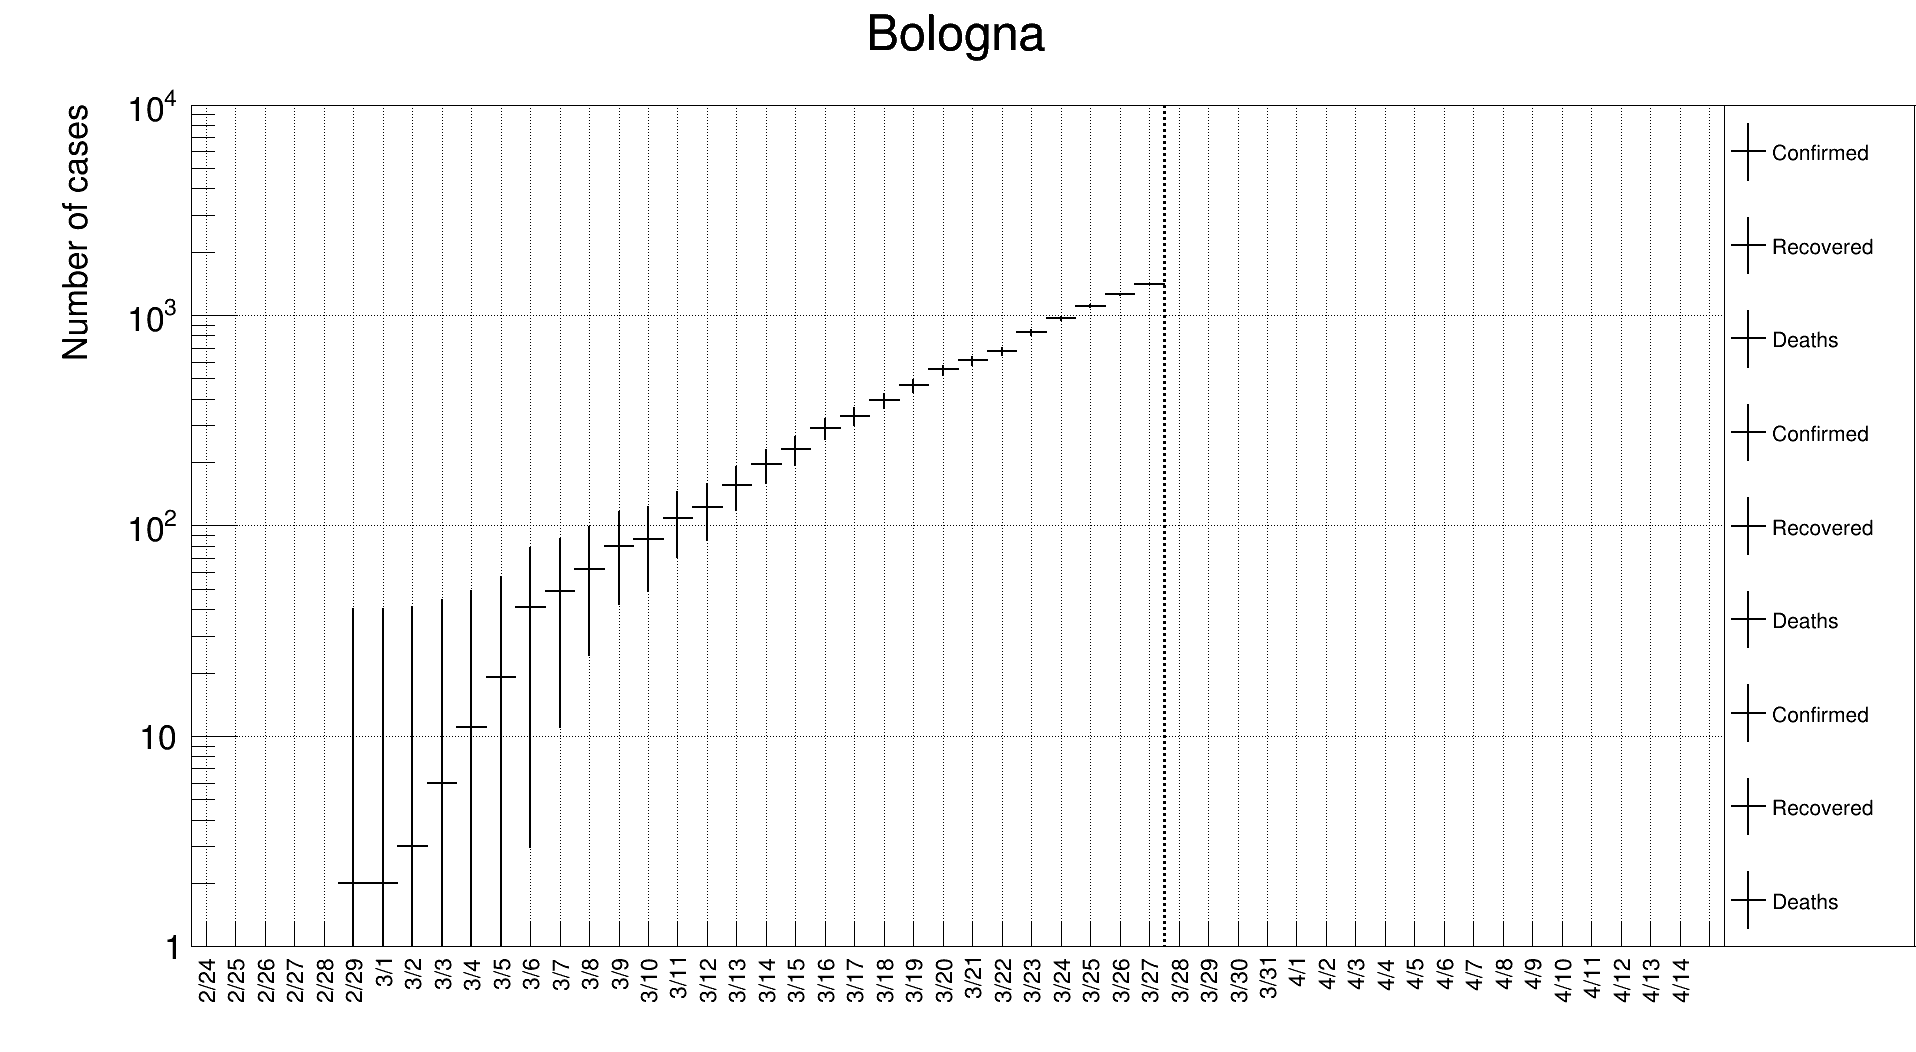 Bologna
Number of cases
10^4
10^3
10^2
10
1
2/24 2/25 2/26 2/27 2/28 2/29 3/1 3/2 3/3 3/4 3/5 3/6 3/7 3/8 3/9 3/10 3/11 3/12 3/13 3/14 3/15 3/16 3/17 3/18 3/19 3/20 3/21 3/22 3/23 3/24 3/25 3/26 3/27 3/28 3/29 3/30 3/31 4/1 4/2 4/3 4/4 4/5 4/6 4/7 4/8 4/9 4/10 4/11 4/12 4/13 4/14
Confirmed
Recovered
Deaths
Confirmed
Recovered
Deaths
Confirmed
Recovered
Deaths